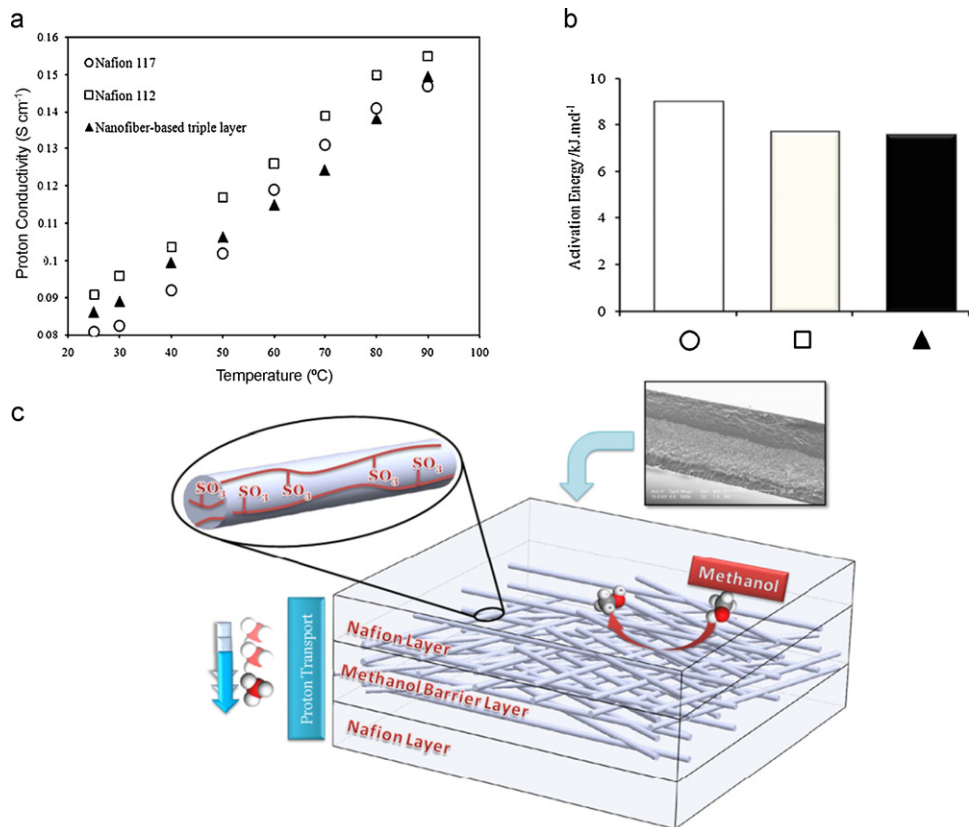 a
0.16
0.15
0.14
0.13
0.12
0.11
0.1
0.09
0.08
20 30 40 50 60 70 80 90 100
Proton Conductivity (S cm⁻¹)
Temperature (ºC)
Nafion 117
Nafion 112
Nanofiber-based triple layer
b
10
8
6
4
2
0
Activation Energy/kJ.mol⁻¹
c
SO₃ SO₃ SO₃ SO₃ SO₃
Methanol
Nafion Layer
Methanol Barrier Layer
Nafion Layer
Proton Transport